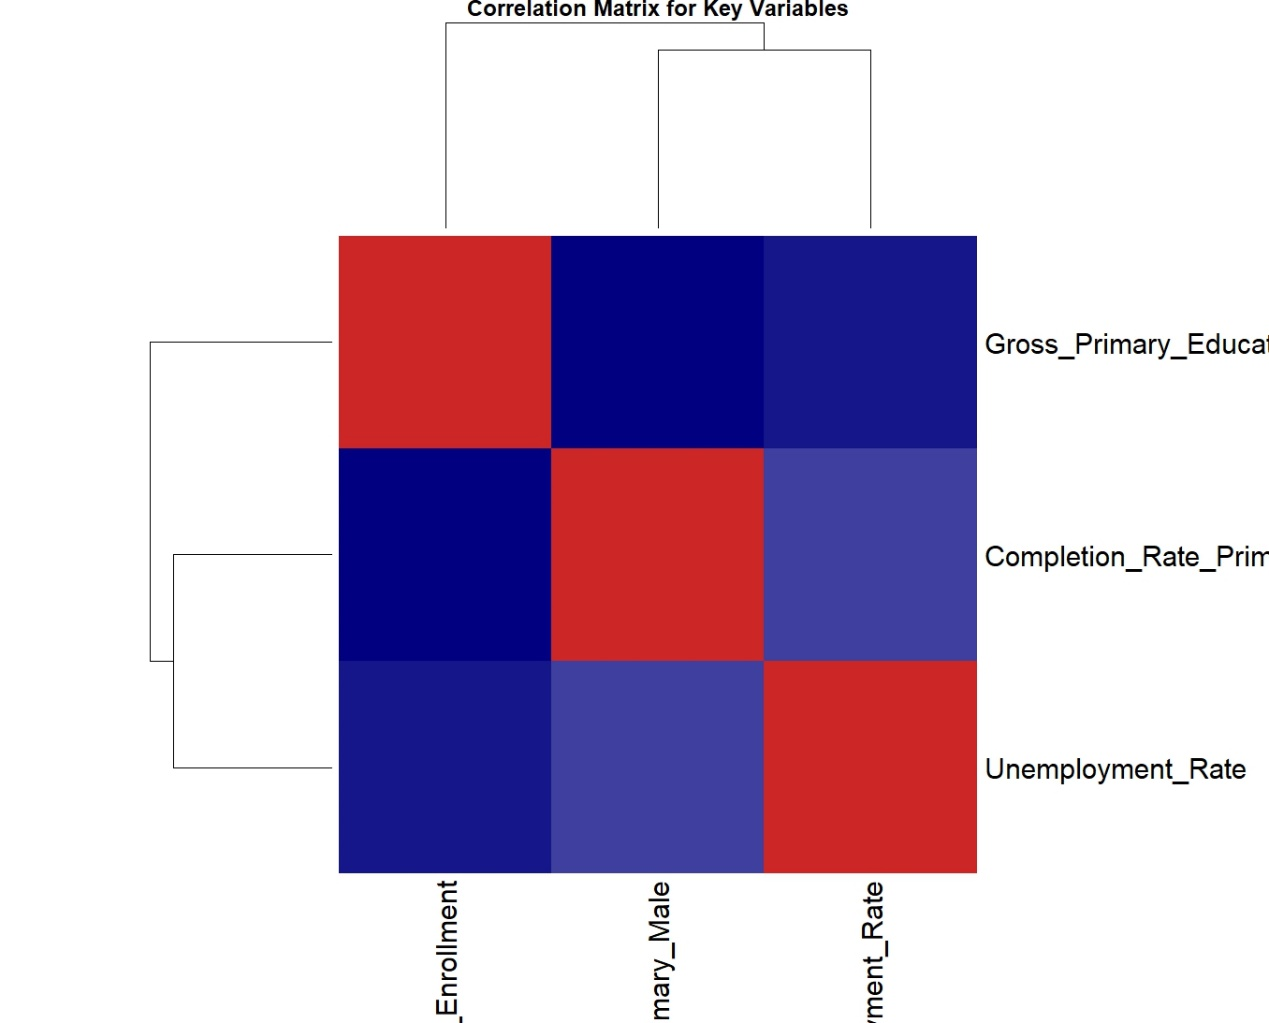 Correlation Matrix for Key Variables
Gross_Primary_Educat
Completion_Rate_Prim
Unemployment_Rate
_Enrollment
mary_Male
yment_Rate